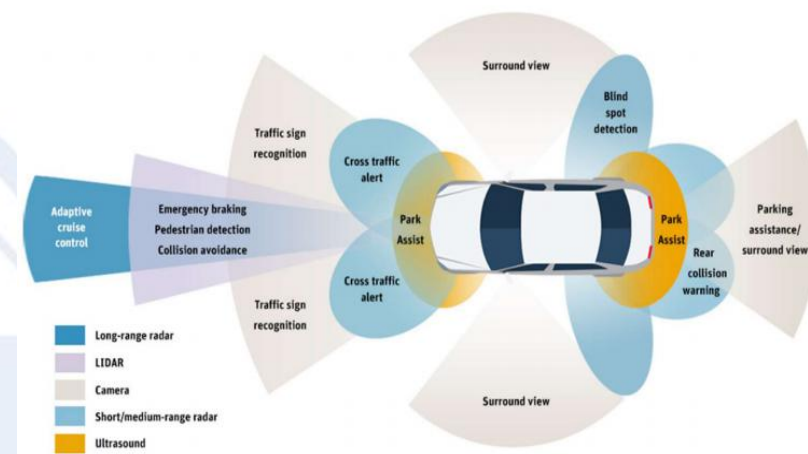 Surround view
Blind
spot
detection
Traffic sign
recognition
Cross traffic
alert
Adaptive
cruise
control
Emergency braking
Pedestrian detection
Collision avoidance
Park
Assist
Park
Assist
Parking
assistance/
surround view
Rear
collision
warning
Cross traffic
alert
Traffic sign
recognition
Surround view
Long-range radar
LIDAR
Camera
Short/medium-range radar
Ultrasound